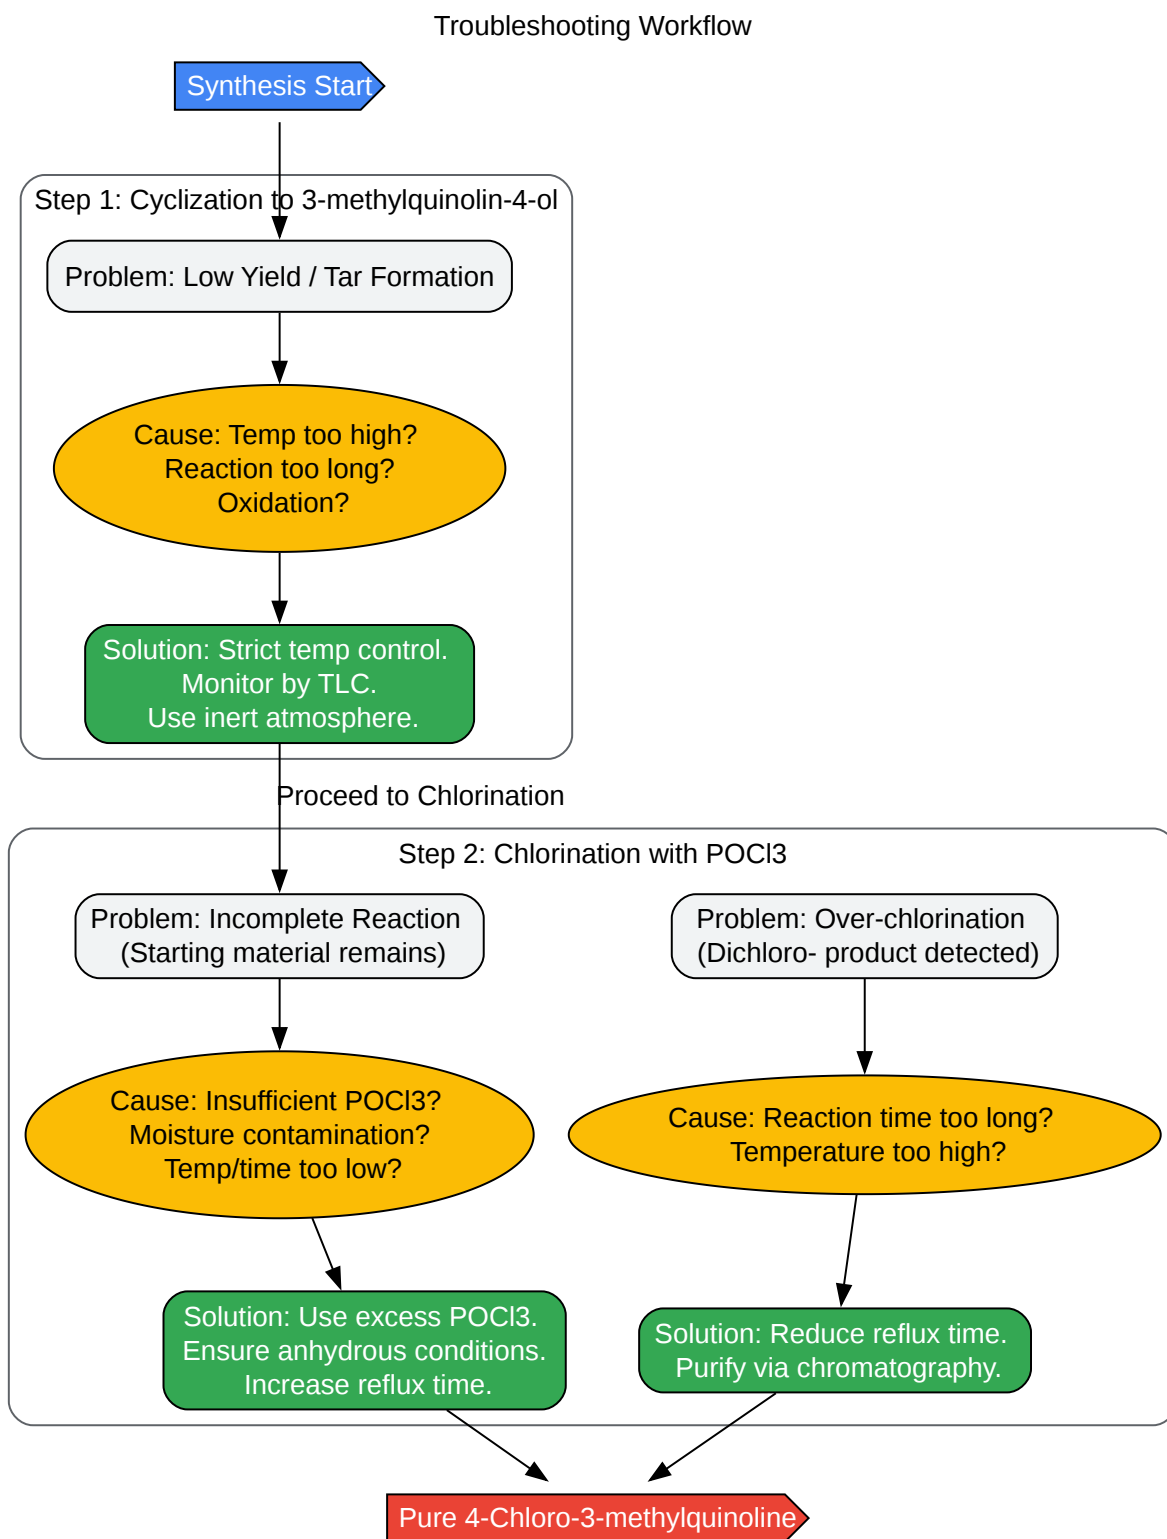 Troubleshooting Workflow
Synthesis Start
Step 1: Cyclization to 3-methylquinolin-4-ol
Problem: Low Yield / Tar Formation
Cause: Temp too high?
Reaction too long?
Oxidation?
Solution: Strict temp control.
Monitor by TLC.
Use inert atmosphere.
Proceed to Chlorination
Step 2: Chlorination with POCl3
Problem: Incomplete Reaction
(Starting material remains)
Cause: Insufficient POCl3?
Moisture contamination?
Temp/time too low?
Solution: Use excess POCl3.
Ensure anhydrous conditions.
Increase reflux time.
Problem: Over-chlorination
(Dichloro- product detected)
Cause: Reaction time too long?
Temperature too high?
Solution: Reduce reflux time.
Purify via chromatography.
Pure 4-Chloro-3-methylquinoline